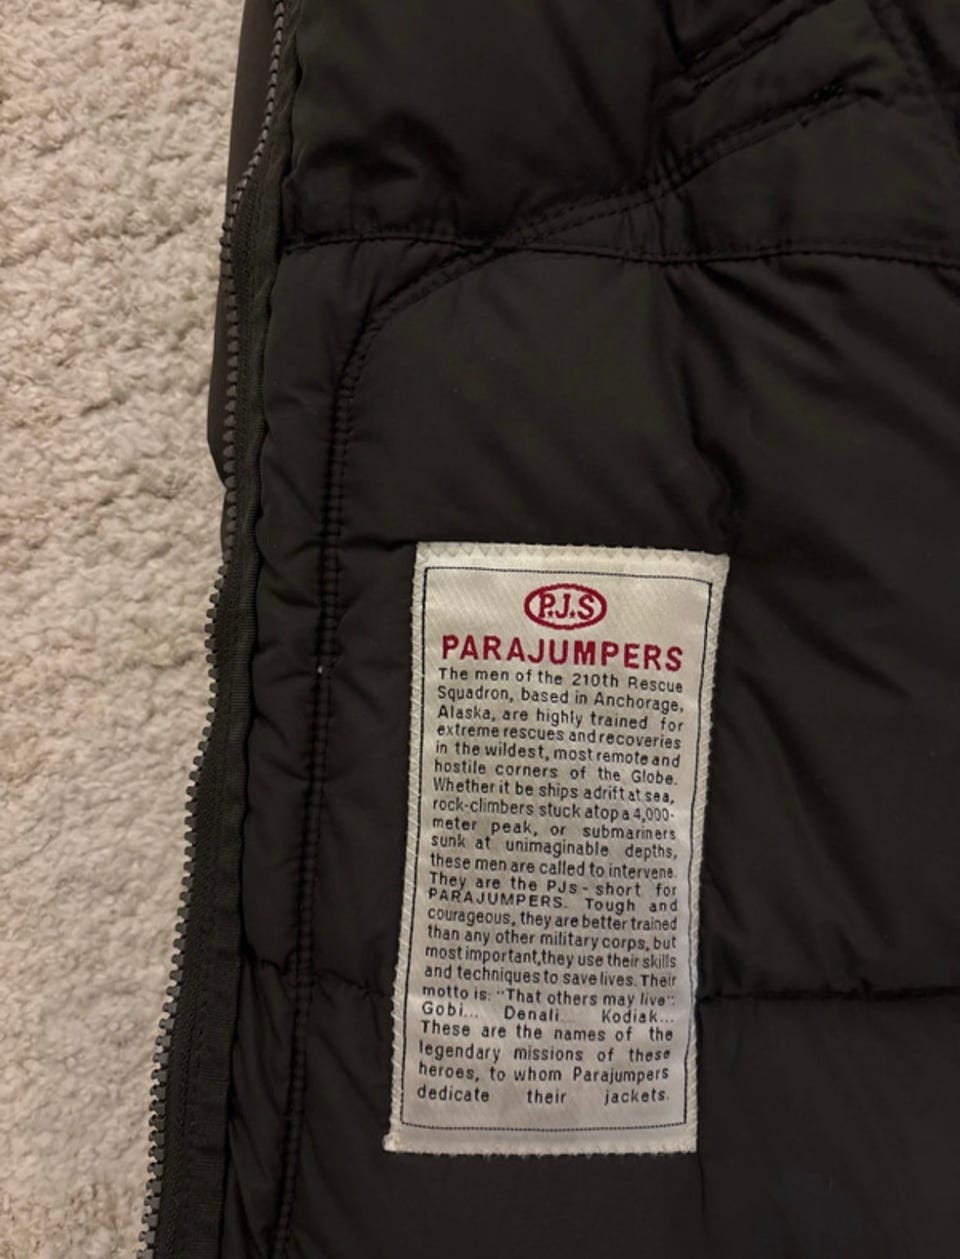 P.J.S
PARAJUMPERS
The men of the 210th Rescue
Squadron, based in Anchorage,
Alaska, are highly trained for
extreme rescues and recoveries
in the wildest, most remote and
hostile corners of the Globe.
Whether it be ships adrift at sea,
rock-climbers stuck atop a 4,000-
meter peak, or submariners
sunk at unimaginable depths,
these men are called to intervene.
They are the PJs - short for
PARAJUMPERS. Tough and
courageous, they are better trained
than any other military corps, but
most important,they use their skills
and techniques to save lives. Their
motto is: "That others may live":
Gobi... Denali... Kodiak...
These are the names of the
legendary missions of these
heroes, to whom Parajumpers
dedicate their jackets.